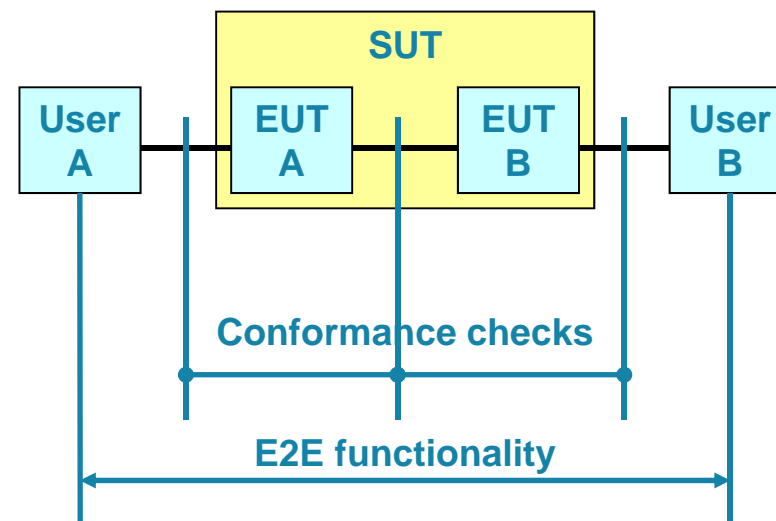 SUT
User
A
EUT
A
EUT
B
User
B
Conformance checks
E2E functionality